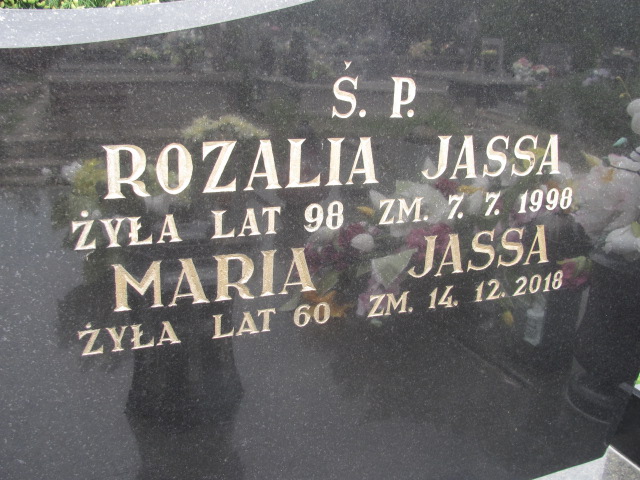 Ś. P.
ROZALIA JASSA
ŻYŁA LAT 98 ZM. 7. 7. 1998
MARIA JASSA
ŻYŁA LAT 60 ZM. 14. 12. 2018